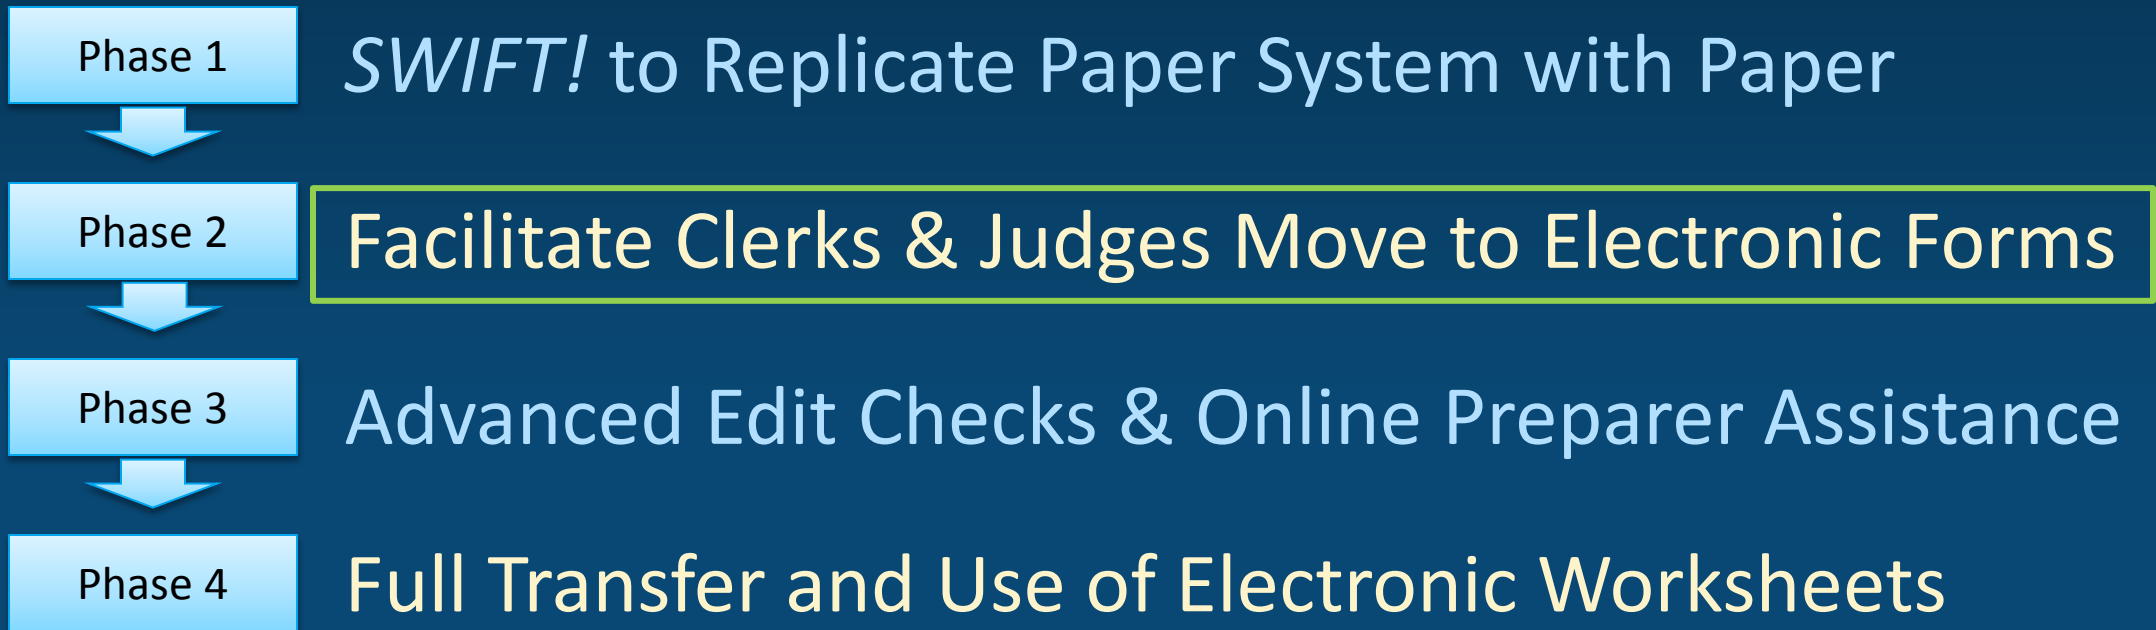 Phase 1
SWIFT! to Replicate Paper System with Paper
Phase 2
Facilitate Clerks & Judges Move to Electronic Forms
Phase 3
Advanced Edit Checks & Online Preparer Assistance
Phase 4
Full Transfer and Use of Electronic Worksheets